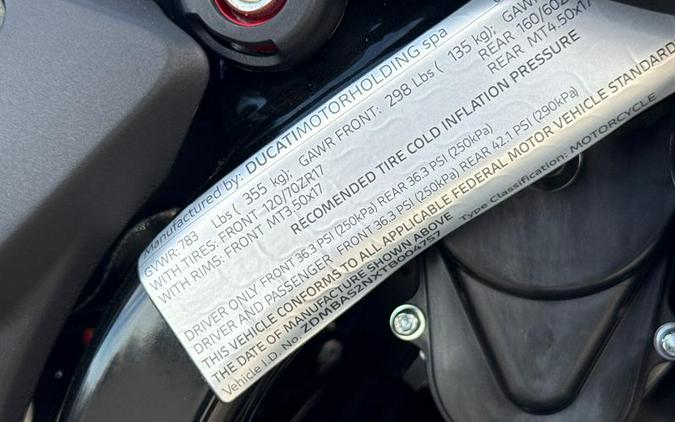 Manufactured by: DUCATIMOTORHOLDING spa
GVWR: 783 Lbs ( 355 kg); GAWR FRONT: 298 Lbs ( 135 kg); GAWR
WITH TIRES: FRONT 120/70ZR17 REAR 160/60Z
WITH RIMS: FRONT MT3.50x17 REAR MT4.50x17
RECOMENDED TIRE COLD INFLATION PRESSURE
DRIVER ONLY FRONT 36.3 PSI (250kPa) REAR 36.3 PSI (250kPa)
DRIVER AND PASSENGER FRONT 36.3 PSI (250kPa) REAR 42.1 PSI (290kPa)
THIS VEHICLE CONFORMS TO ALL APPLICABLE FEDERAL MOTOR VEHICLE STANDARD
THE DATE OF MANUFACTURE SHOWN ABOVE
Vehicle I.D. No. ZDMBAS2NXTB004751 Type Classification: MOTORCYCLE